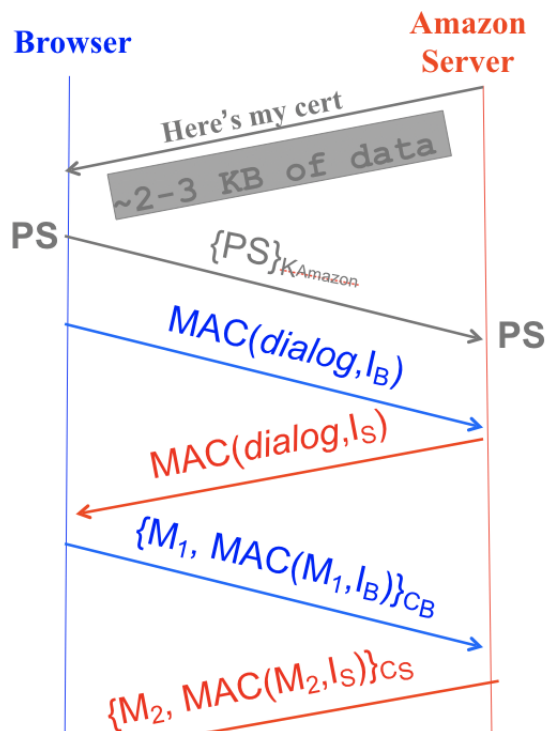 Browser
Amazon
Server
Here's my cert
~2-3 KB of data
PS
{PS}KAmazon
PS
MAC(dialog,IB)
MAC(dialog,IS)
{M1, MAC(M1,IB)}CB
{M2, MAC(M2,IS)}CS